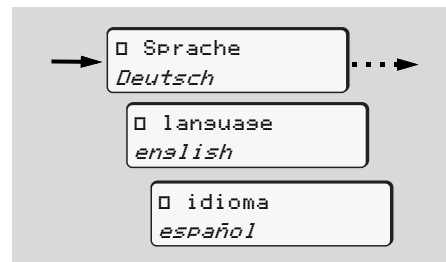 □ Sprache
Deutsch
□ language
english
□ idioma
español